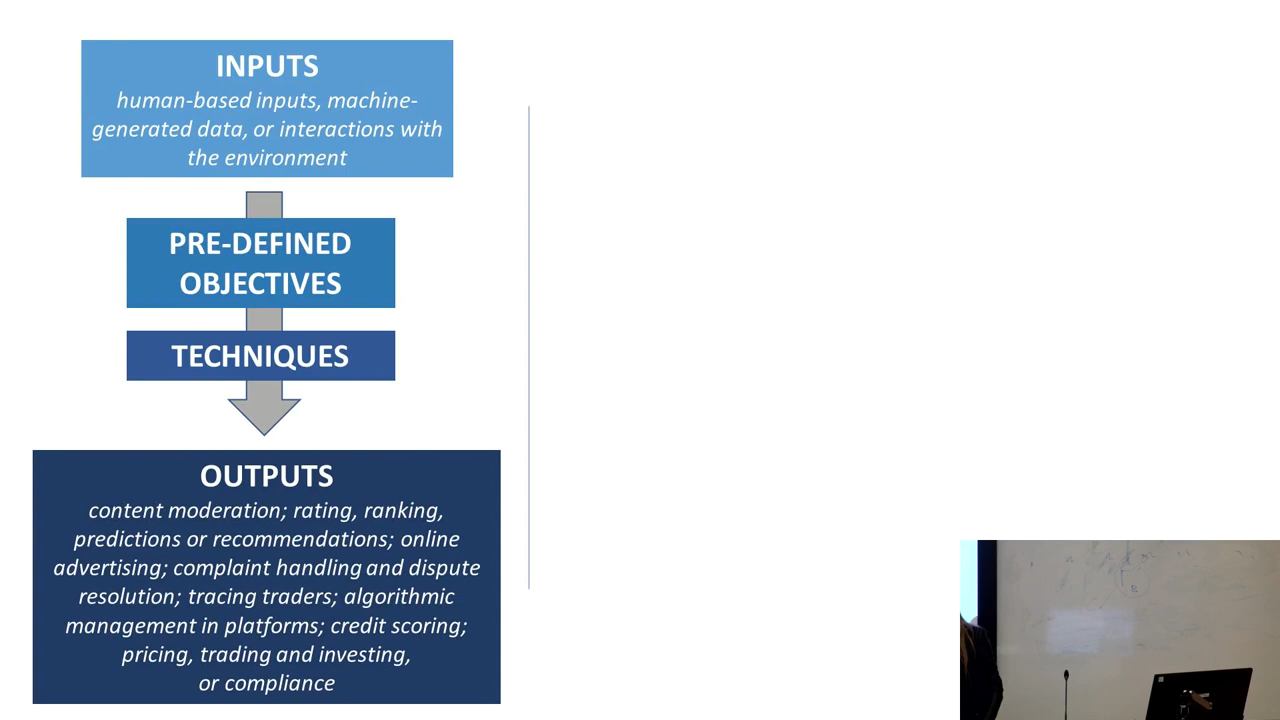 INPUTS
human-based inputs, machine-
generated data, or interactions with
the environment
PRE-DEFINED
OBJECTIVES
TECHNIQUES
OUTPUTS
content moderation; rating, ranking,
predictions or recommendations; online
advertising; complaint handling and dispute
resolution; tracing traders; algorithmic
management in platforms; credit scoring;
pricing, trading and investing,
or compliance